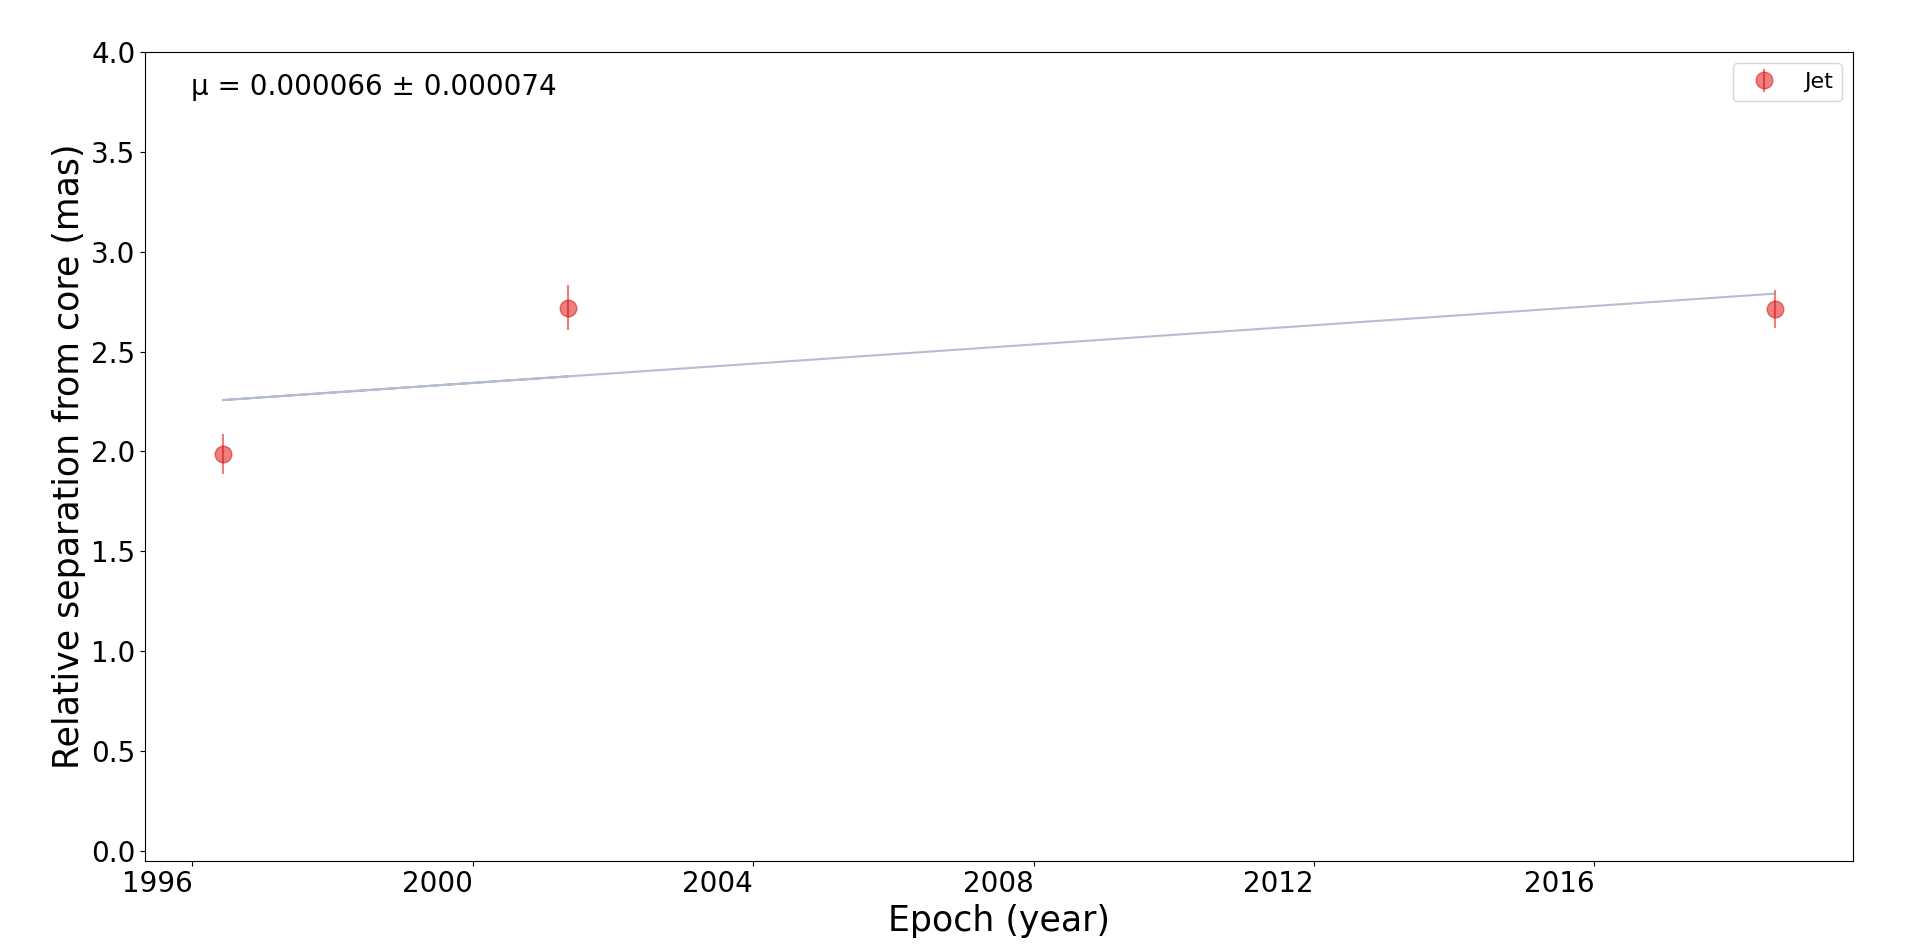 μ = 0.000066 ± 0.000074
Jet
Relative separation from core (mas)
4.0
3.5
3.0
2.5
2.0
1.5
1.0
0.5
0.0
1996 2000 2004 2008 2012 2016
Epoch (year)